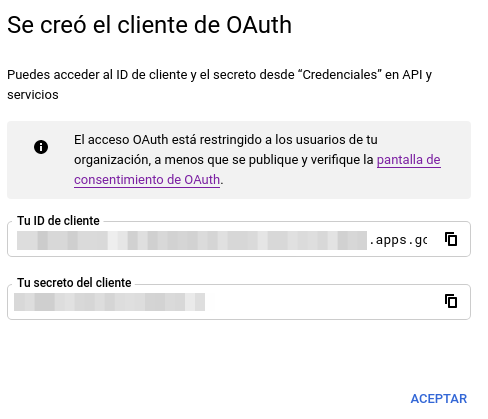 Se creó el cliente de OAuth
Puedes acceder al ID de cliente y el secreto desde “Credenciales” en API y
servicios
El acceso OAuth está restringido a los usuarios de tu
organización, a menos que se publique y verifique la pantalla de
consentimiento de OAuth.
Tu ID de cliente
.apps.go
Tu secreto del cliente
ACEPTAR